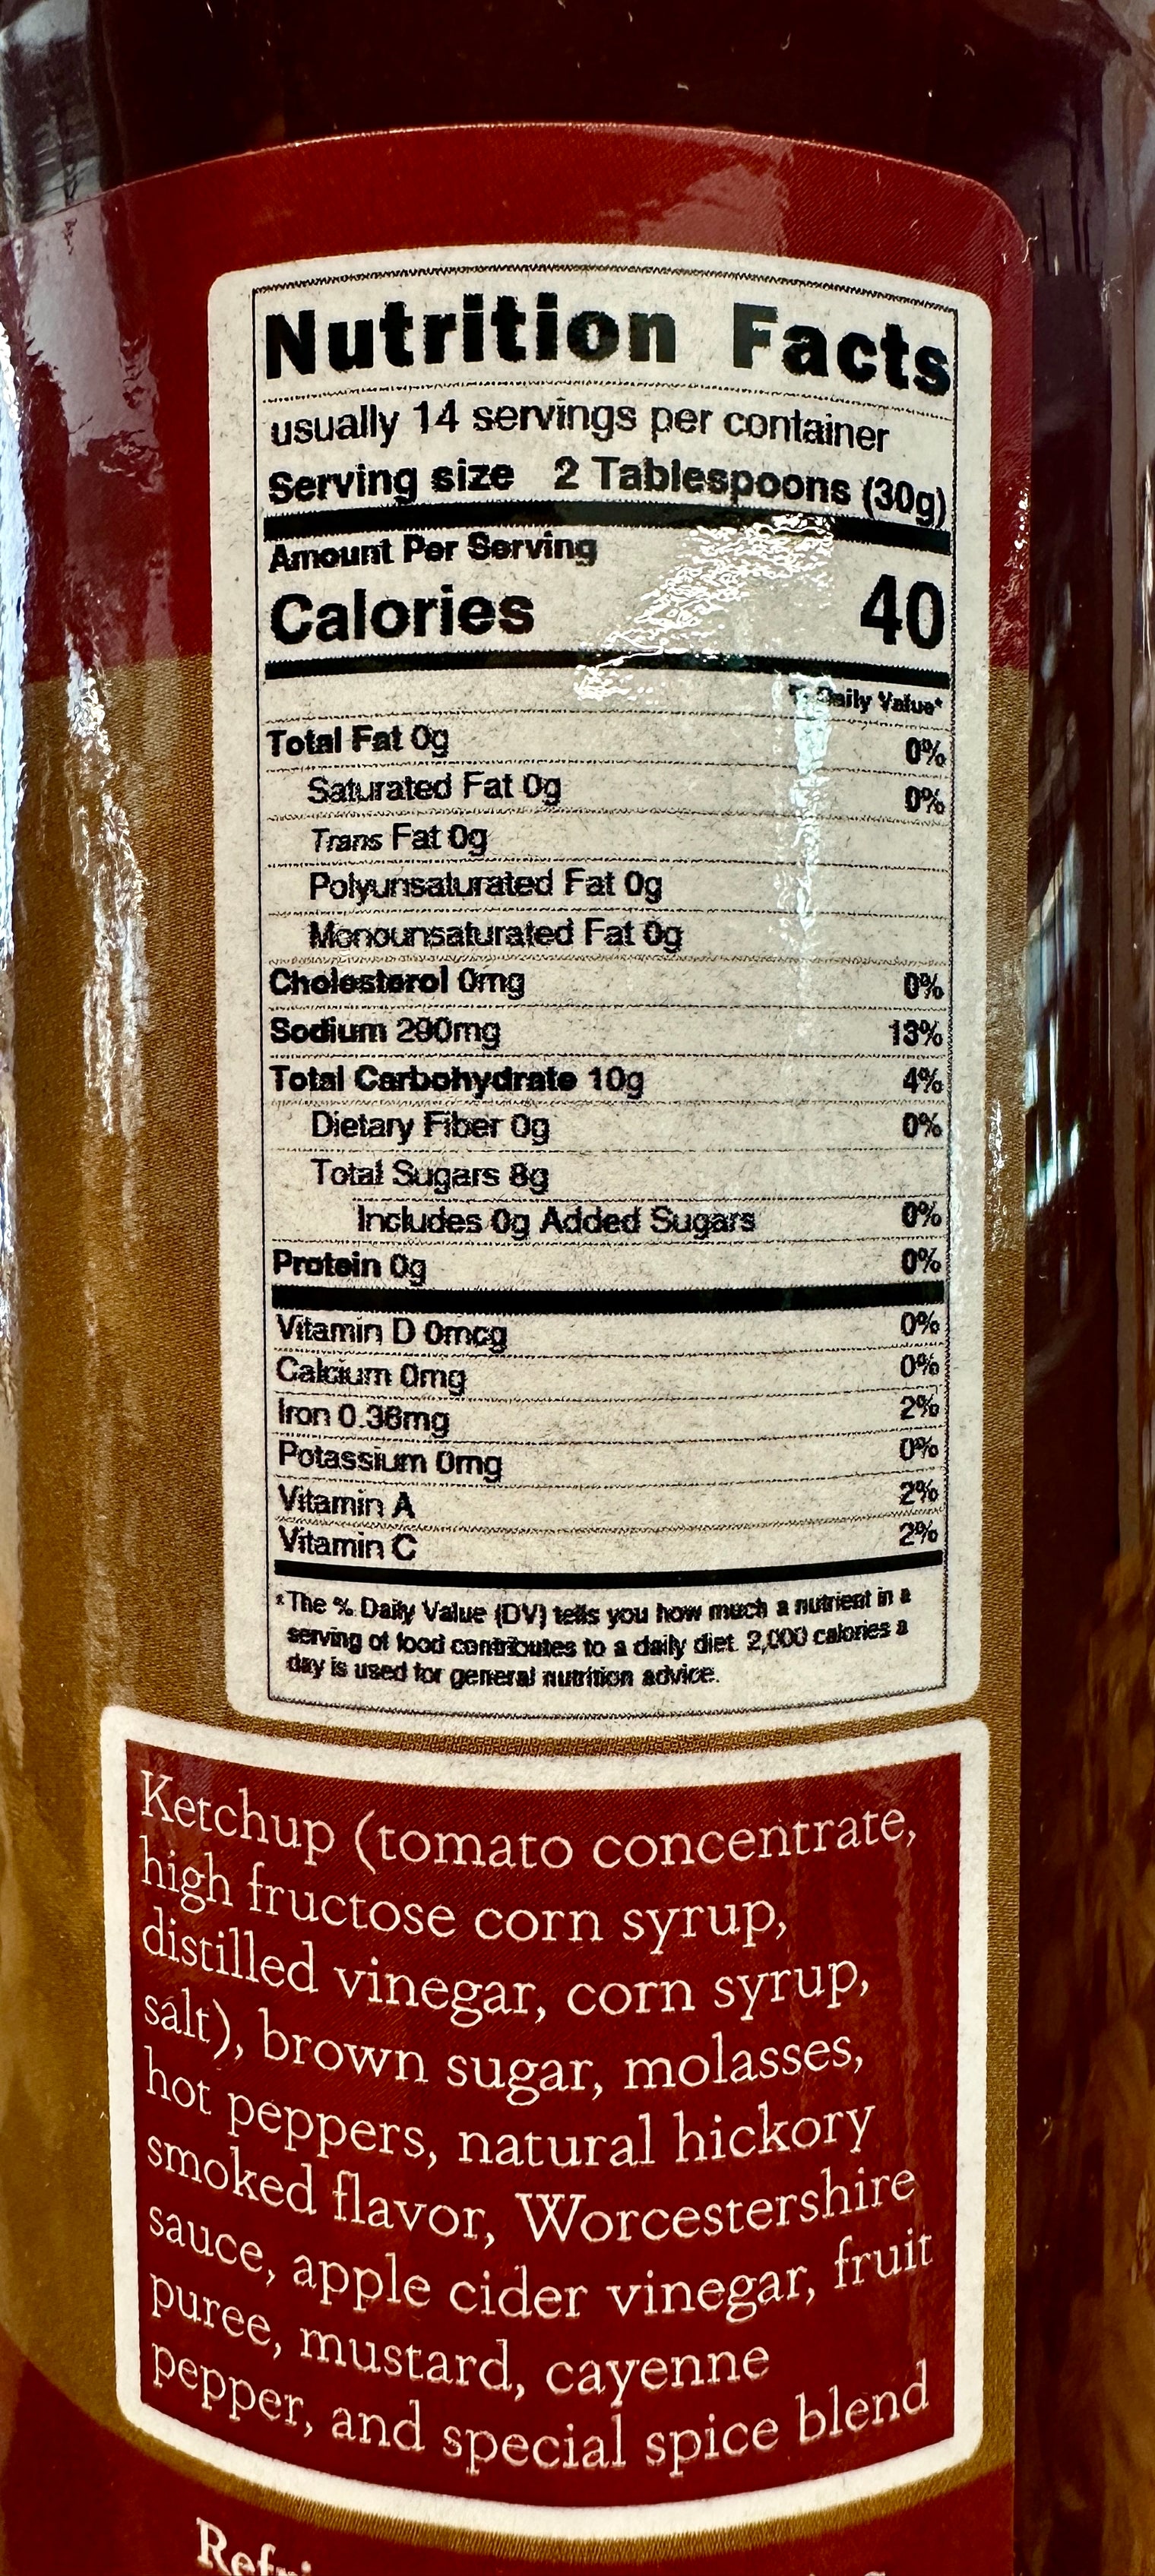 Nutrition Facts
usually 14 servings per container
Serving size 2 Tablespoons (30g)
Amount Per Serving
Calories 40
% Daily Value*
Total Fat 0g 0%
Saturated Fat 0g 0%
Trans Fat 0g
Polyunsaturated Fat 0g
Monounsaturated Fat 0g
Cholesterol 0mg 0%
Sodium 290mg 13%
Total Carbohydrate 10g 4%
Dietary Fiber 0g 0%
Total Sugars 8g
Includes 0g Added Sugars 0%
Protein 0g 0%
Vitamin D 0mcg 0%
Calcium 0mg 0%
Iron 0.36mg 2%
Potassium 0mg 0%
Vitamin A 2%
Vitamin C 2%
*The % Daily Value (DV) tells you how much a nutrient in a
serving of food contributes to a daily diet. 2,000 calories a
day is used for general nutrition advice.
Ketchup (tomato concentrate,
high fructose corn syrup,
distilled vinegar, corn syrup,
salt), brown sugar, molasses,
hot peppers, natural hickory
smoked flavor, Worcestershire
sauce, apple cider vinegar, fruit
puree, mustard, cayenne
pepper, and special spice blend